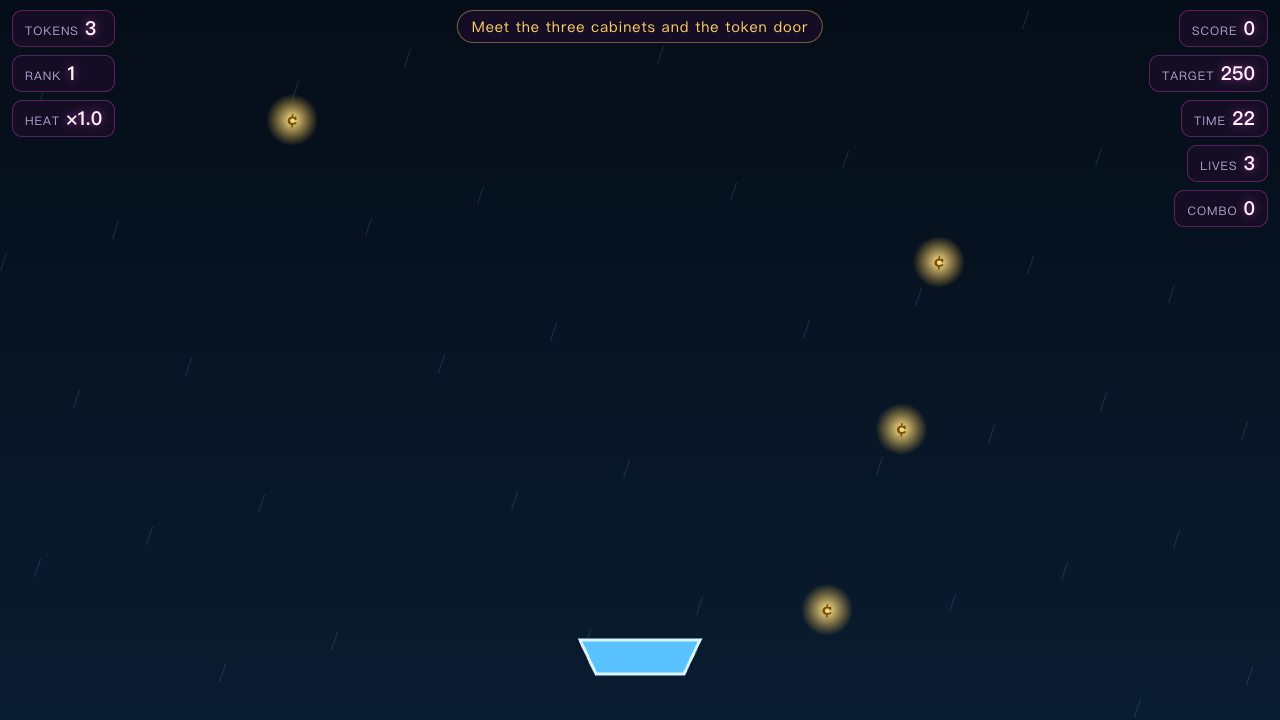 TOKENS 3
Meet the three cabinets and the token door
SCORE 0
RANK 1
TARGET 250
HEAT ×1.0
TIME 22
LIVES 3
COMBO 0
¢
¢
¢
¢